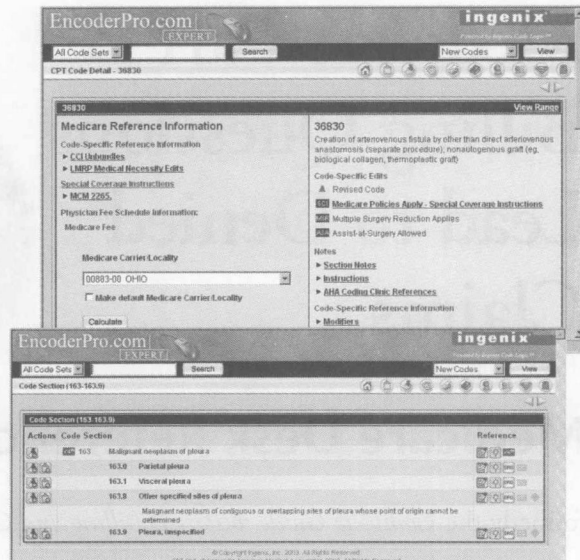 EncoderPro.com
EXPERT
ingenix
All Code Sets
Search
New Codes
View
CPT Code Detail - 36830
36830
View Range
Medicare Reference Information
Code-Specific Reference Information
► CCI Unbundles
► LMRP Medical Necessity Edits
Special Coverage Instructions
► MCM 2265.
Physician Fee Schedule Information:
Medicare Fee
Medicare Carrier/Locality
00883-00 OHIO
Make default Medicare Carrier/Locality
Calculate
36830
Creation of arteriovenous fistula by other than direct arteriovenous
anastomosis (separate procedure); nonautogenous graft (eg,
biological collagen, thermoplastic graft)
Code-Specific Edits
▲ Revised Code
Medicare Policies Apply - Special Coverage Instructions
Multiple Surgery Reduction Applies
Assist-at-Surgery Allowed
Notes
► Section Notes
► Instructions
► AHA Coding Clinic References
Code-Specific Reference Information
► Modifiers
EncoderPro.com
EXPERT
ingenix
All Code Sets
Search
New Codes
View
Code Section (163-163.9)
Code Section (163-163.9)
Actions Code Section Reference
163 Malignant neoplasm of pleura
163.0 Parietal pleura
163.1 Visceral pleura
163.8 Other specified sites of pleura
Malignant neoplasm of contiguous or overlapping sites of pleura whose point of origin cannot be
determined
163.9 Pleura, unspecified
© Copyright Ingenix, Inc. 2003. All Rights Reserved